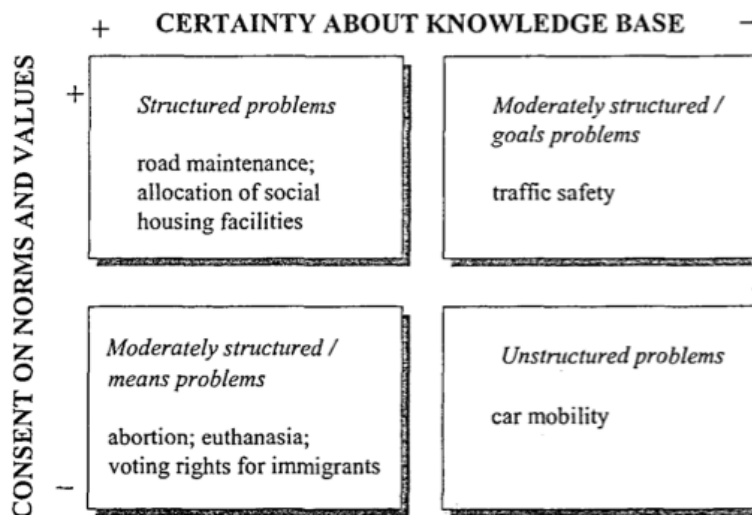 + CERTAINTY ABOUT KNOWLEDGE BASE −
CONSENT ON NORMS AND VALUES
+
Structured problems
road maintenance;
allocation of social
housing facilities
Moderately structured /
goals problems
traffic safety
Moderately structured /
means problems
abortion; euthanasia;
voting rights for immigrants
−
Unstructured problems
car mobility